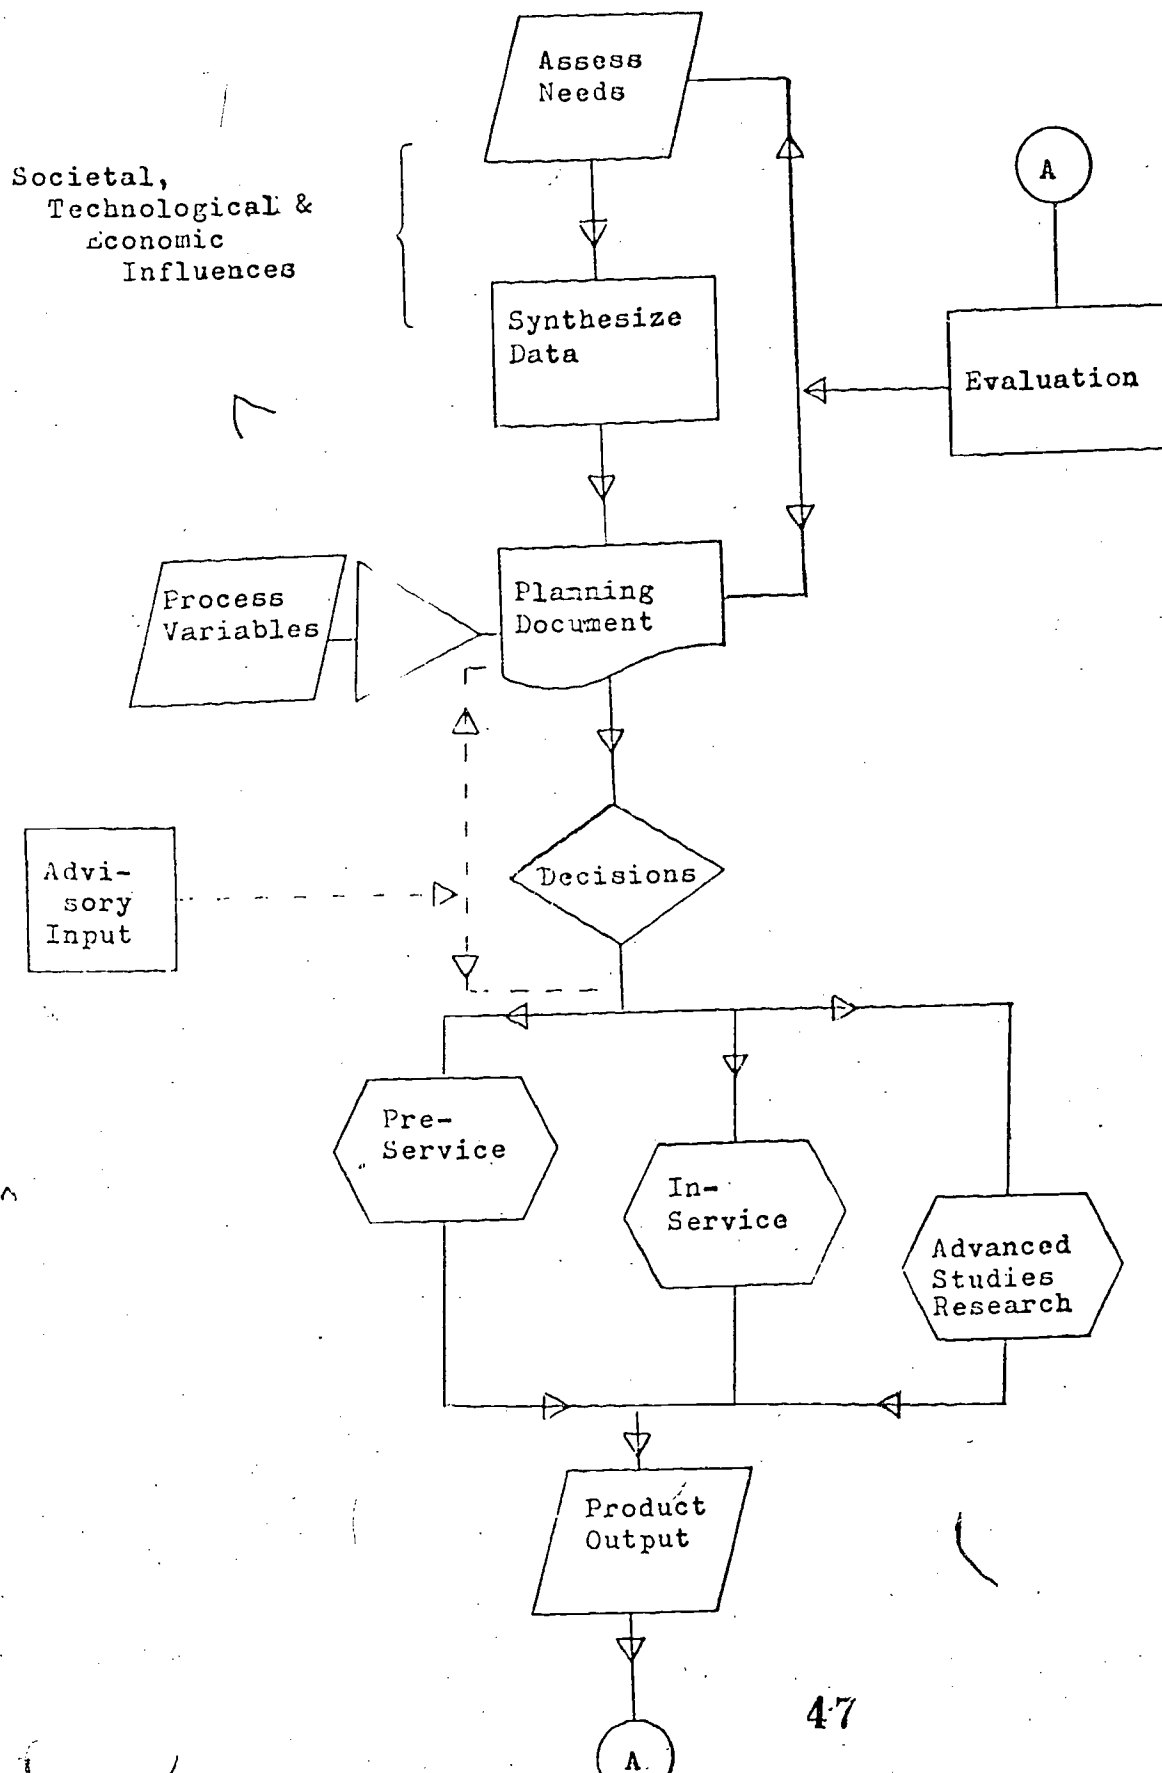 Assess
Needs
A
Societal,
Technological &
Economic
Influences
Synthesize
Data
Evaluation
Process
Variables
Planning
Document
Advi-
sory
Input
Decisions
Pre-
Service
In-
Service
Advanced
Studies
Research
Product
Output
47
A